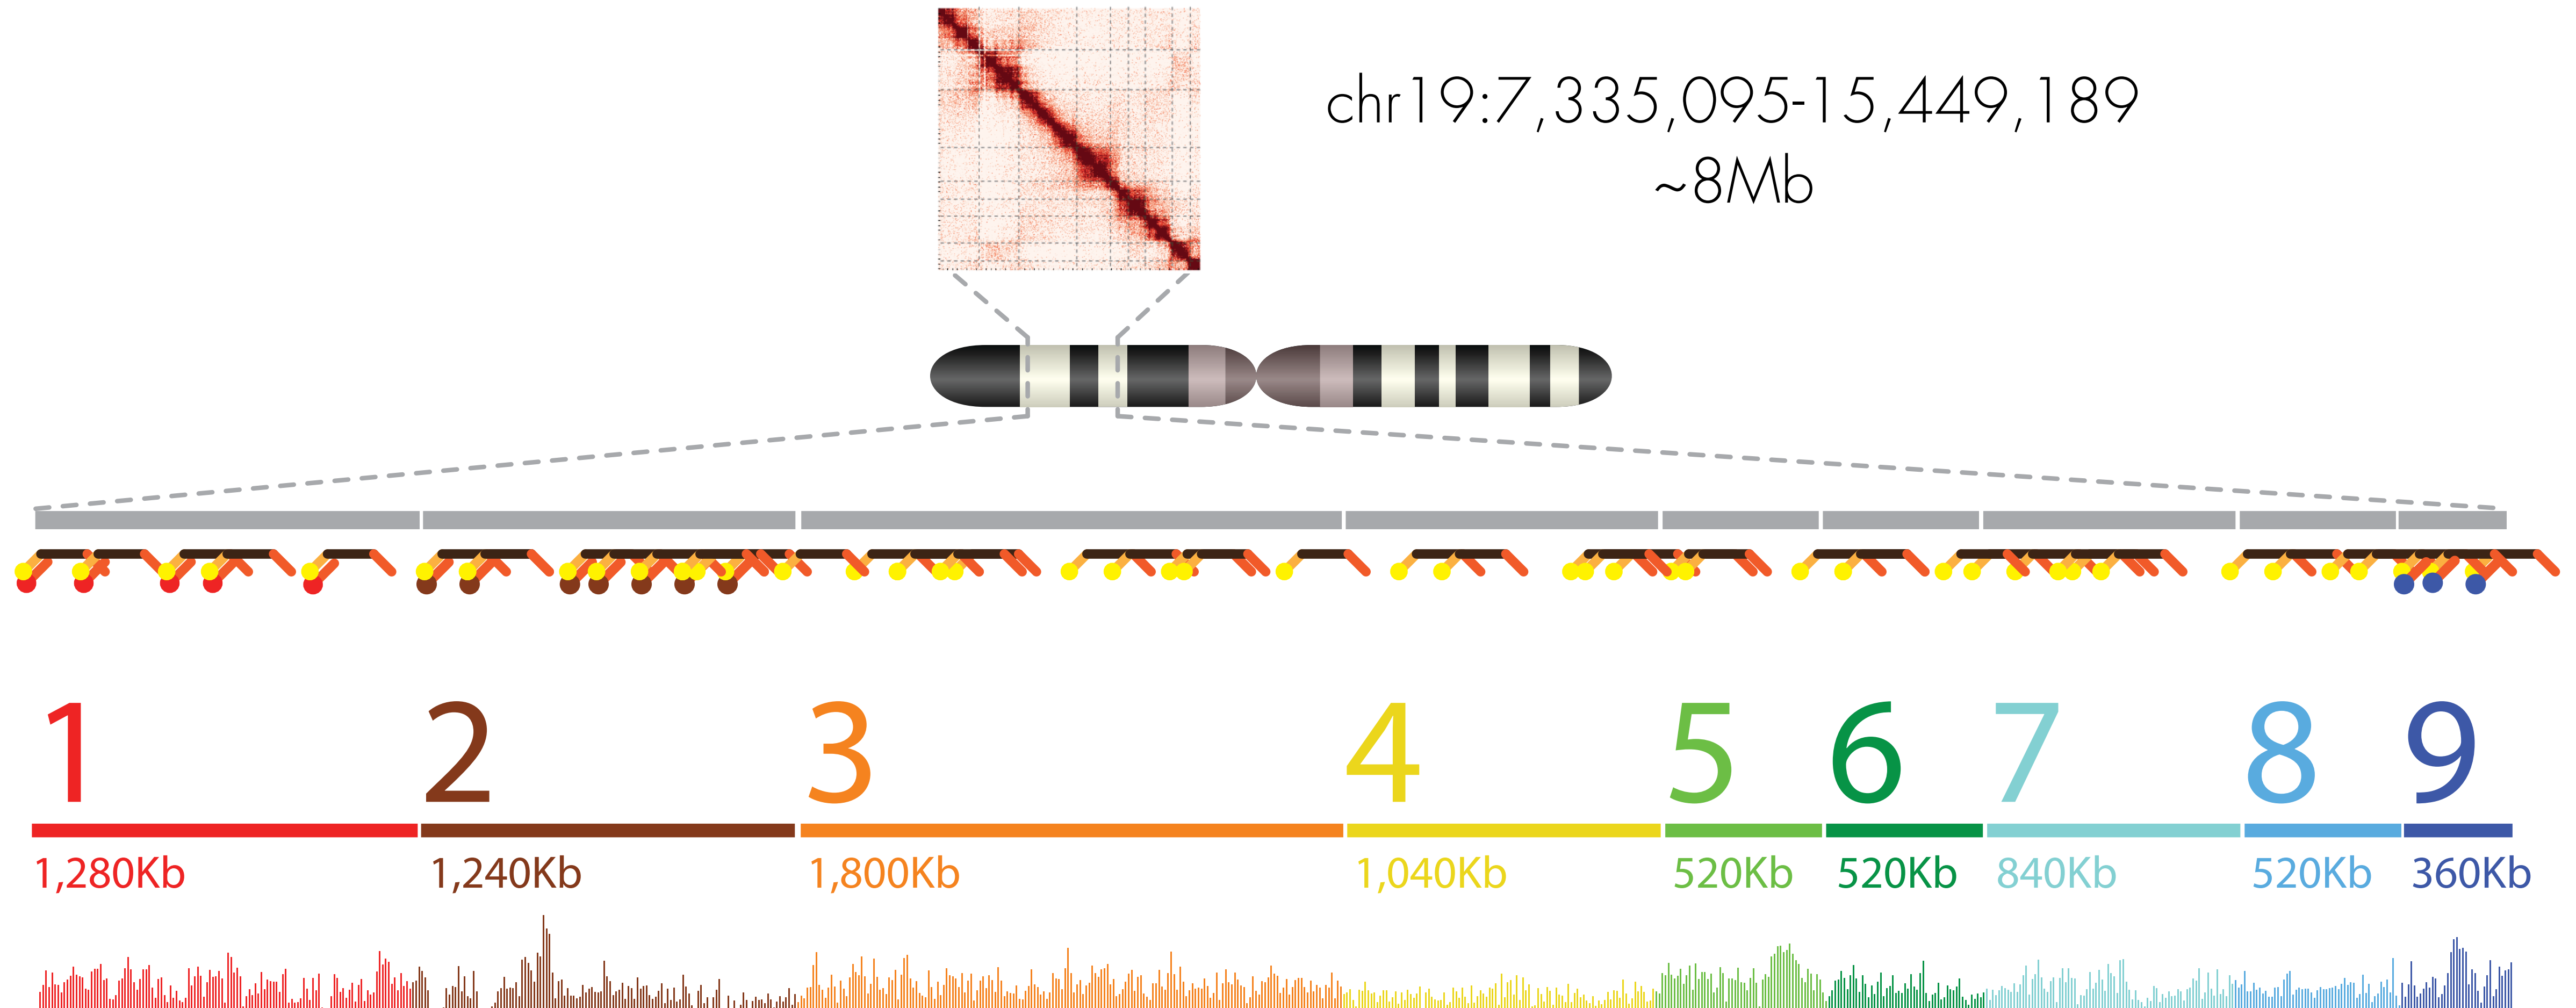 chr19:7,335,095-15,449,189
~8Mb
1 2 3 4 5 6 7 8 9
1,280Kb 1,240Kb 1,800Kb 1,040Kb 520Kb 520Kb 840Kb 520Kb 360Kb